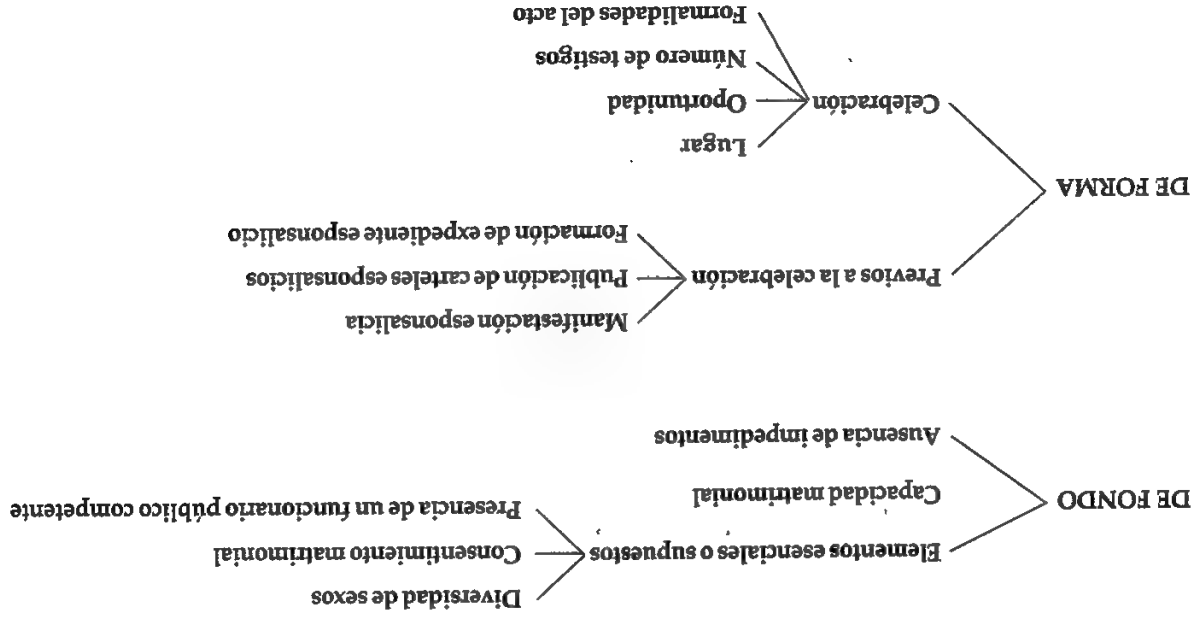 Diversidad de sexos
Elementos esenciales o supuestos
Consentimiento matrimonial
Presencia de un funcionario público competente
DE FONDO
Capacidad matrimonial
Ausencia de impedimentos
Manifestación esponsalicia
Previos a la celebración
Publicación de carteles esponsalicios
Formación de expediente esponsalicio
DE FORMA
Lugar
Celebración
Oportunidad
Número de testigos
Formalidades del acto